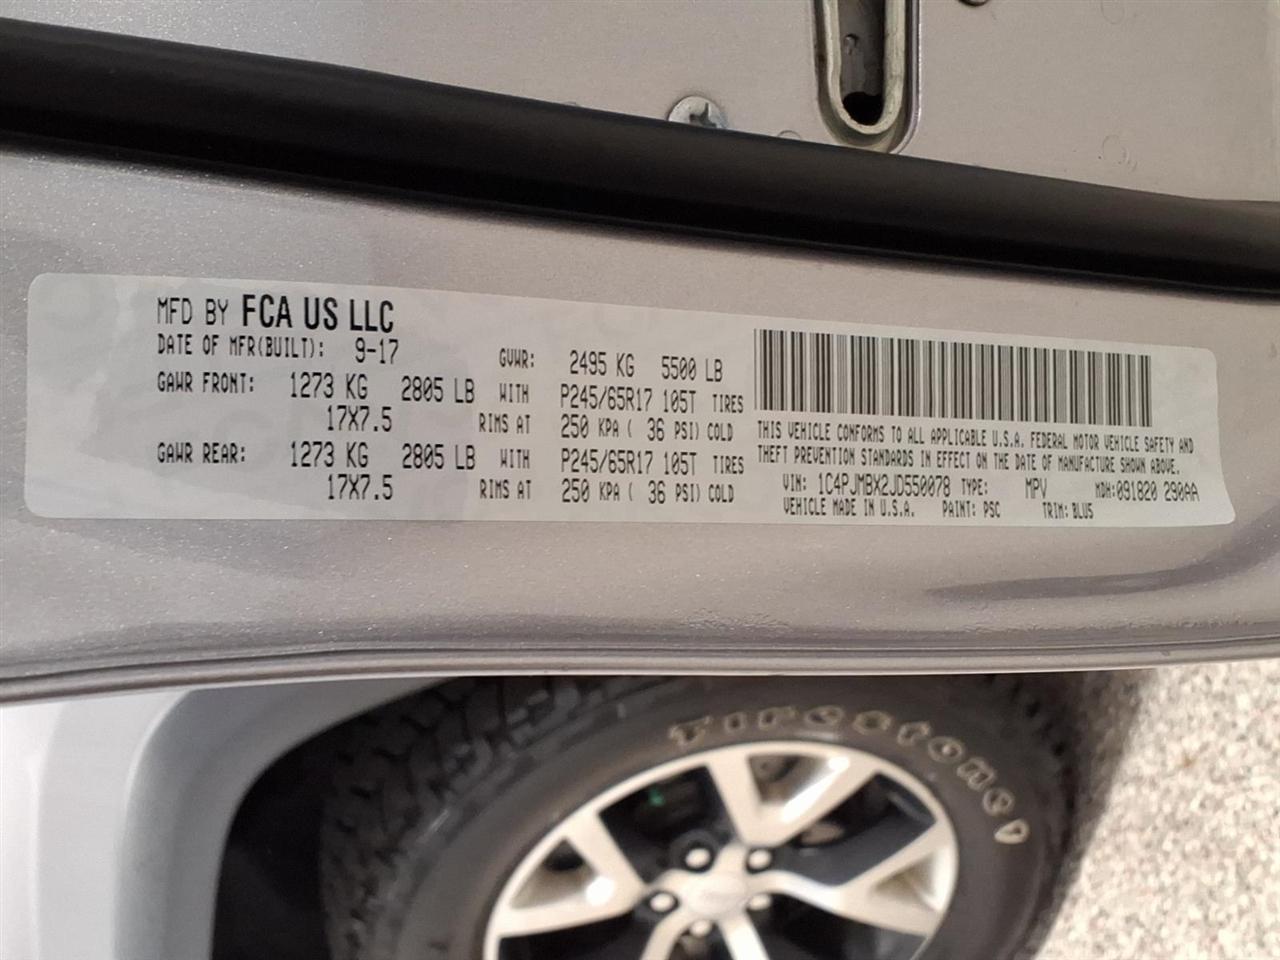 MFD BY FCA US LLC
DATE OF MFR(BUILT): 9-17 GVWR: 2495 KG 5500 LB
GAWR FRONT: 1273 KG 2805 LB WITH P245/65R17 105T TIRES
17X7.5 RIMS AT 250 KPA ( 36 PSI) COLD
GAWR REAR: 1273 KG 2805 LB WITH P245/65R17 105T TIRES
17X7.5 RIMS AT 250 KPA ( 36 PSI) COLD
THIS VEHICLE CONFORMS TO ALL APPLICABLE U.S.A. FEDERAL MOTOR VEHICLE SAFETY AND
THEFT PREVENTION STANDARDS IN EFFECT ON THE DATE OF MANUFACTURE SHOWN ABOVE.
VIN: 1C4PJMBX2JD550078 TYPE: MPV MDH:091820 290AA
VEHICLE MADE IN U.S.A. PAINT: PSC TRIM: BLU5
Firestone